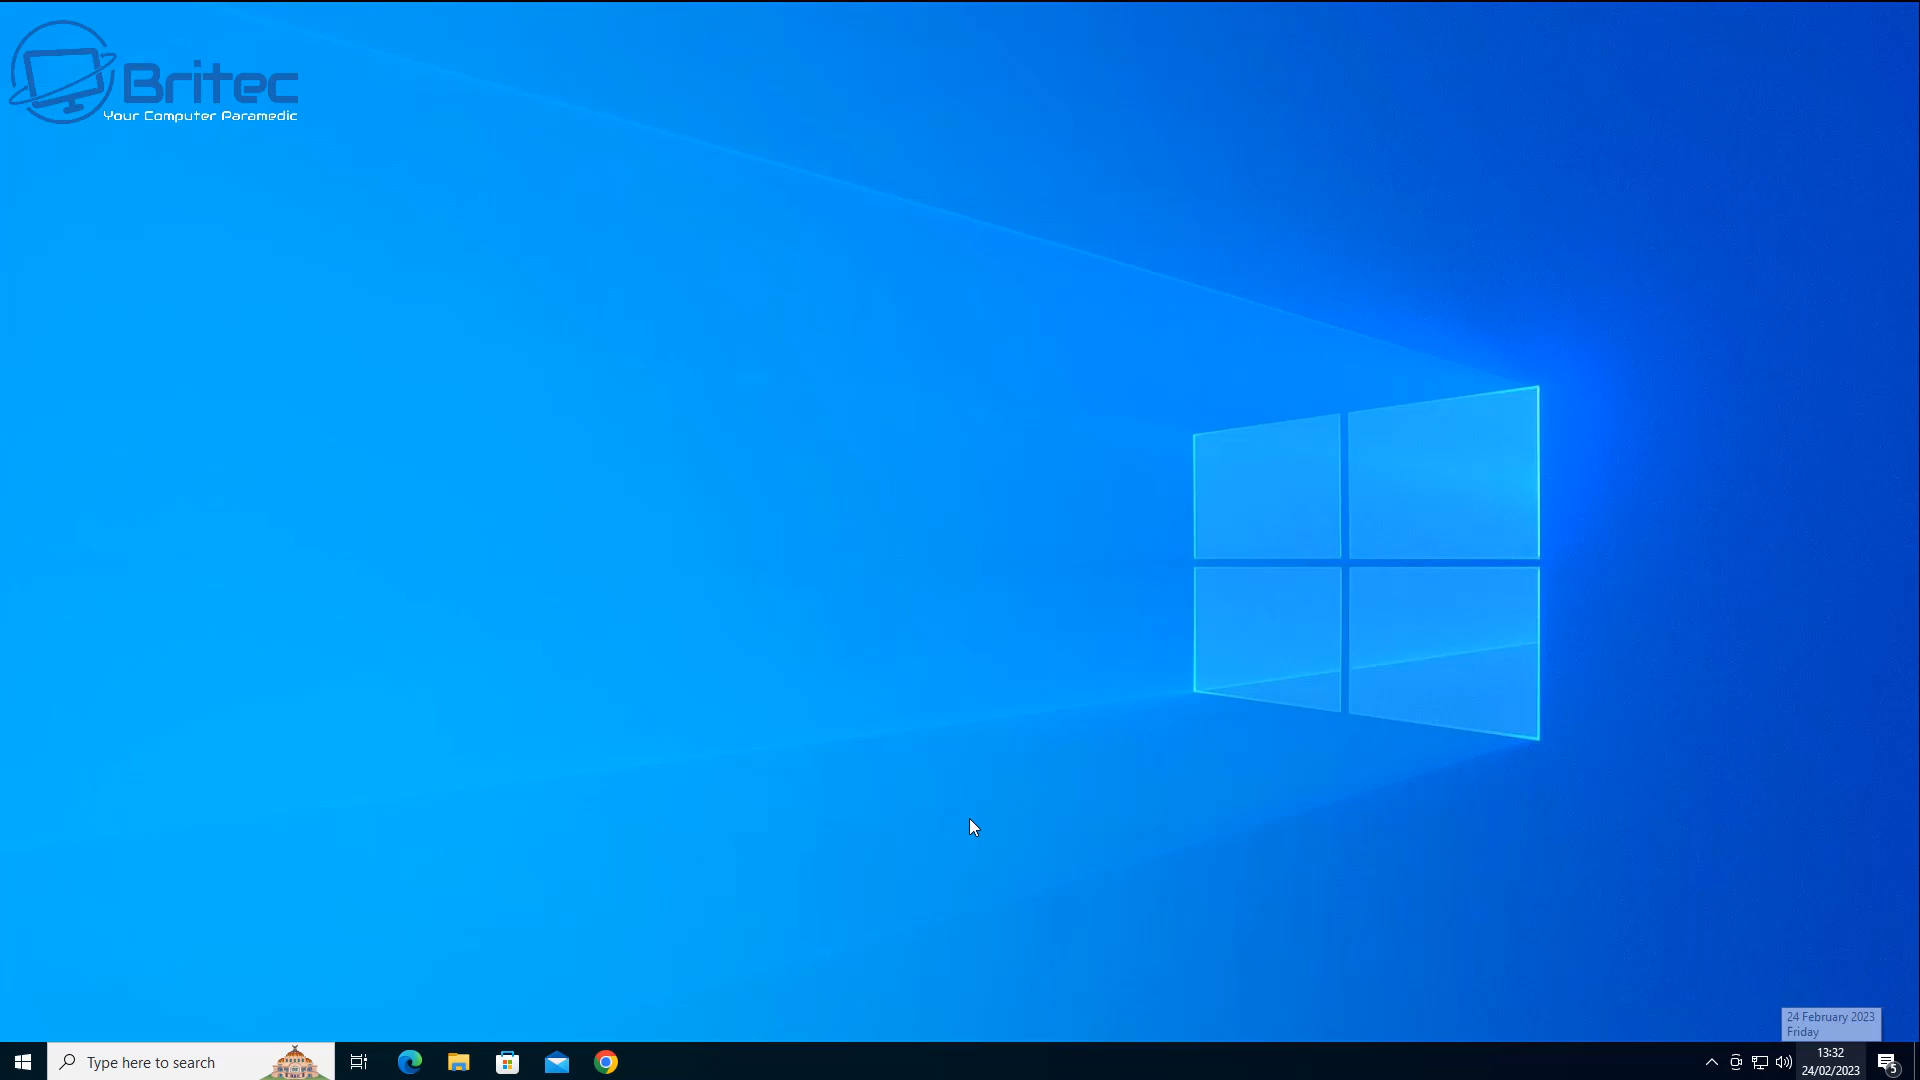 Britec
Your Computer Paramedic
24 February 2023
Friday
Type here to search
13:32
24/02/2023
5